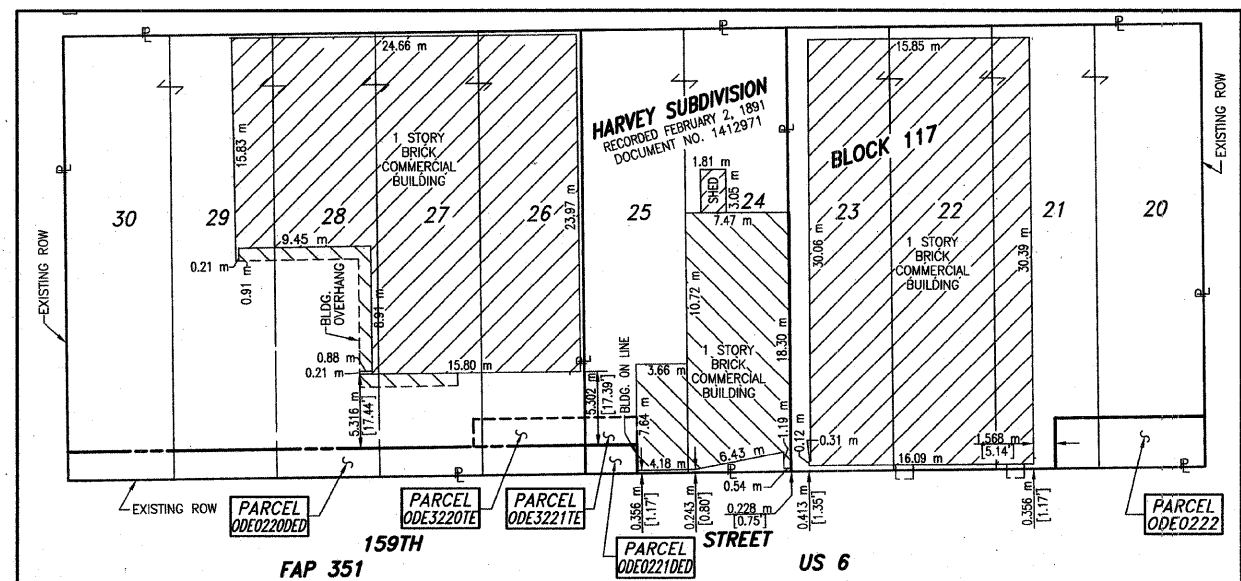 24.66 m
15.85 m
HARVEY SUBDIVISION
RECORDED FEBRUARY 2, 1891
DOCUMENT NO. 1412971
BLOCK 117
EXISTING ROW
EXISTING ROW
15.83 m
1 STORY
BRICK
COMMERCIAL
BUILDING
23.97 m
1.81 m
SHED
3.05 m
30
29
28
27
26
25
24
23
22
21
20
7.47 m
9.45 m
0.21 m
0.91 m
BLDG.
OVERHANG
8.91 m
0.88 m
0.21 m
15.80 m
5.316 m
[17.44']
5.302 m
[17.39']
BLDG. ON LINE
3.66 m
7.64 m
10.72 m
1 STORY
BRICK
COMMERCIAL
BUILDING
18.30 m
1.19 m
30.06 m
1 STORY
BRICK
COMMERCIAL
BUILDING
30.39 m
0.12 m
0.31 m
1.568 m
[5.14']
4.18 m
6.43 m
16.09 m
0.54 m
0.356 m
[1.17']
0.243 m
[0.80']
0.228 m
[0.75']
0.413 m
[1.35']
0.356 m
[1.17']
EXISTING ROW
PARCEL
ODE0220DED
PARCEL
ODE3220TE
PARCEL
ODE3221TE
PARCEL
ODE0221DED
PARCEL
ODE0222
159TH
STREET
FAP 351
US 6